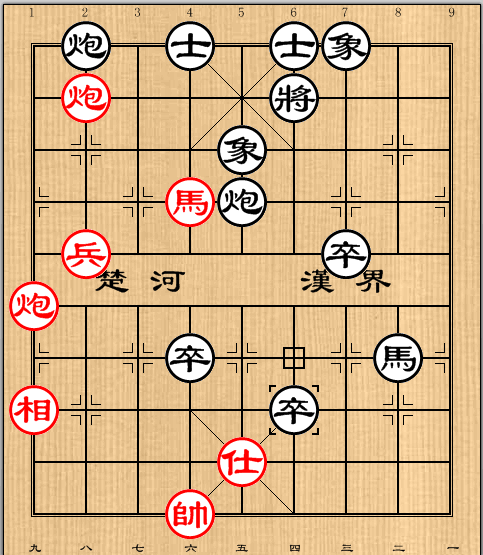 1 2 3 4 5 6 7 8 9
炮 士 士 象
炮 將
象
馬 炮
兵 卒
楚 河 漢 界
炮
卒 馬
相 卒
仕
帥
九 八 七 六 五 四 三 二 一